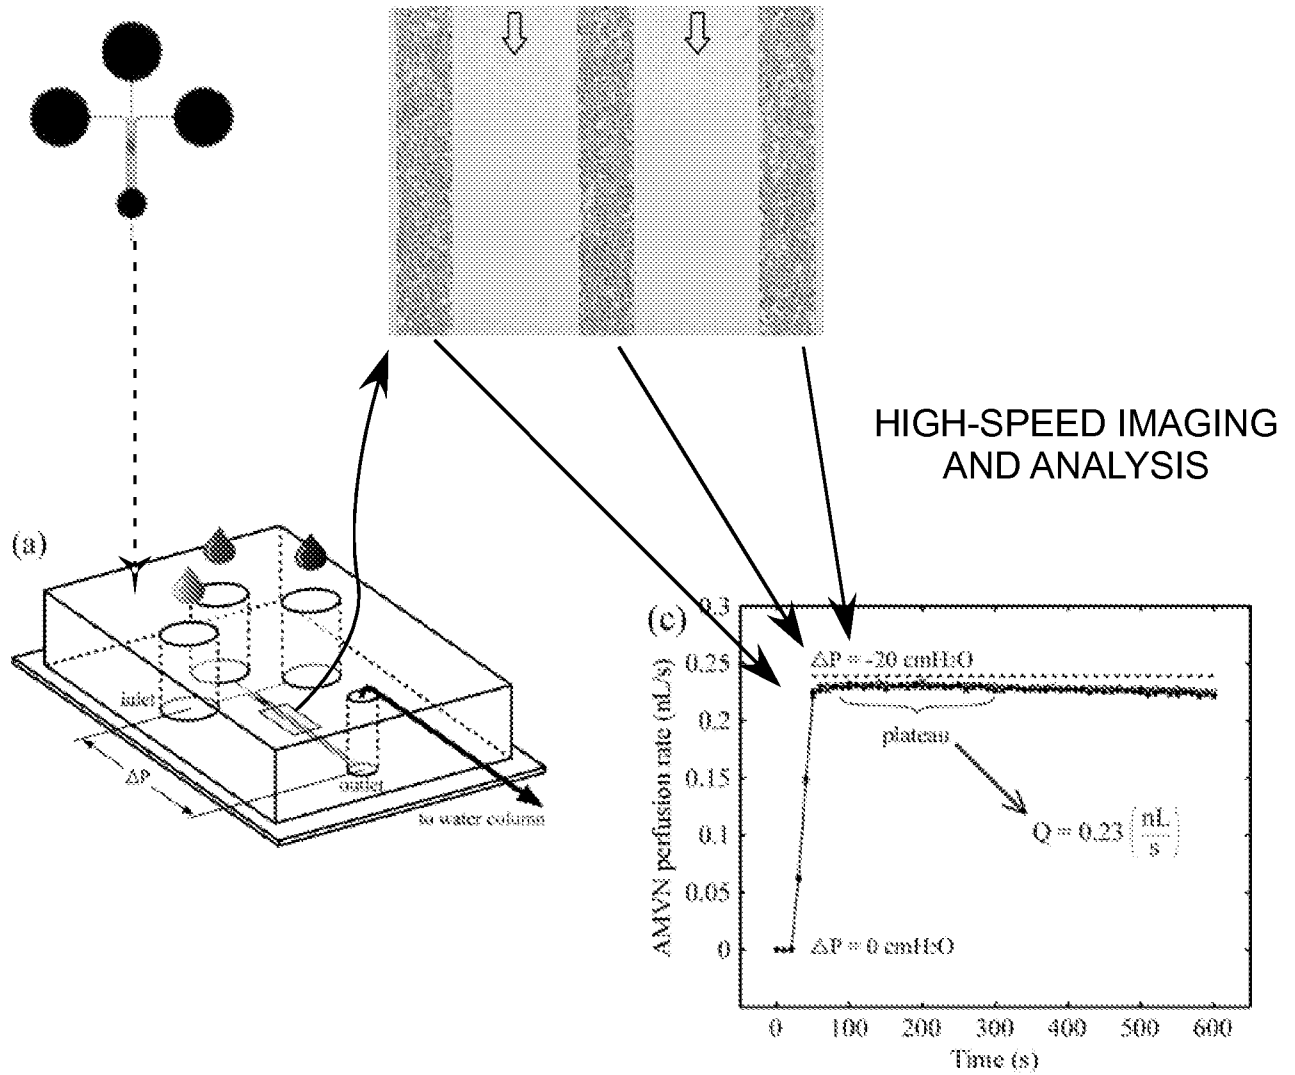 HIGH-SPEED IMAGING
AND ANALYSIS
(a)
inlet
ΔP
outlet
to water column
(c)
0.3
0.25
0.2
0.15
0.1
0.05
0
AMVN perfusion rate (nL/s)
ΔP = -20 cmH2O
plateau
Q = 0.23 (nL/s)
ΔP = 0 cmH2O
0 100 200 300 400 500 600
Time (s)